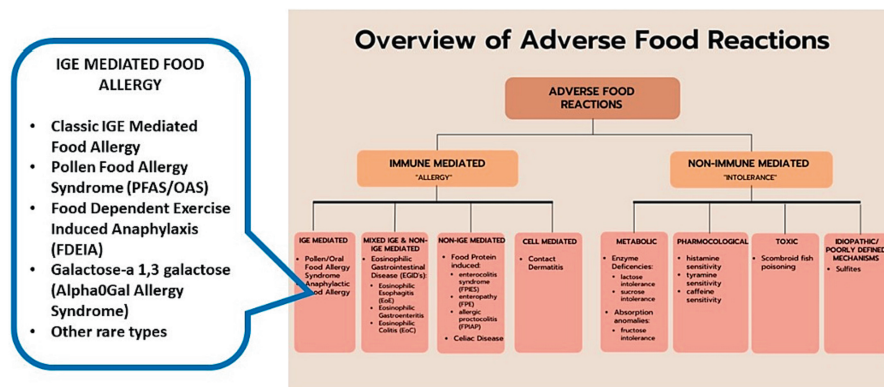 IGE MEDIATED FOOD
ALLERGY
• Classic IGE Mediated
Food Allergy
• Pollen Food Allergy
Syndrome (PFAS/OAS)
• Food Dependent Exercise
Induced Anaphylaxis
(FDEIA)
• Galactose-a 1,3 galactose
(Alpha0Gal Allergy
Syndrome)
• Other rare types
Overview of Adverse Food Reactions
ADVERSE FOOD
REACTIONS
IMMUNE MEDIATED
"ALLERGY"
NON-IMMUNE MEDIATED
"INTOLERANCE"
IGE MEDIATED
• Pollen/Oral
Food Allergy
Syndrome
Anaphylactic
Food Allergy
MIXED IGE & NON-
IGE MEDIATED
• Eosinophilic
Gastrointestinal
Disease (EGIDs):
• Eosinophilic
Esophagitis
(EoE)
• Eosinophilic
Gastroenteritis
• Eosinophilic
Colitis (EoC)
NON-IGE MEDIATED
• Food Protein
induced:
• enterocolitis
syndrome
(FPIES)
• enteropathy
(FPE)
• allergic
proctocolitis
(FPIAP)
• Celiac Disease
CELL MEDIATED
• Contact
Dermatitis
METABOLIC
• Enzyme
Deficencies:
• lactose
intolerance
• sucrose
intolerance
• Absorption
anomalies:
• fructose
intolerance
PHARMOCOLOGICAL
• histamine
sensitivity
• tyramine
sensitivity
• caffeine
sensitivity
TOXIC
• Scombroid fish
poisoning
IDIOPATHIC/
POORLY DEFINED
MECHANISMS
• Sulfites